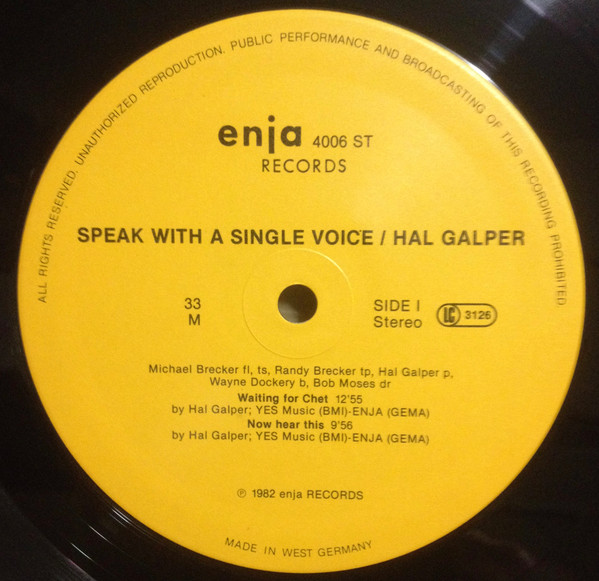 ALL RIGHTS RESERVED. UNAUTHORIZED REPRODUCTION. PUBLIC PERFORMANCE AND BROADCASTING OF THIS RECORDING PROHIBITED
enja 4006 ST
RECORDS
SPEAK WITH A SINGLE VOICE / HAL GALPER
33
M
SIDE I
Stereo
LC 3126
Michael Brecker fl, ts, Randy Brecker tp, Hal Galper p,
Wayne Dockery b, Bob Moses dr
Waiting for Chet 12'55
by Hal Galper; YES Music (BMI)-ENJA (GEMA)
Now hear this 9'56
by Hal Galper; YES Music (BMI)-ENJA (GEMA)
℗ 1982 enja RECORDS
MADE IN WEST GERMANY